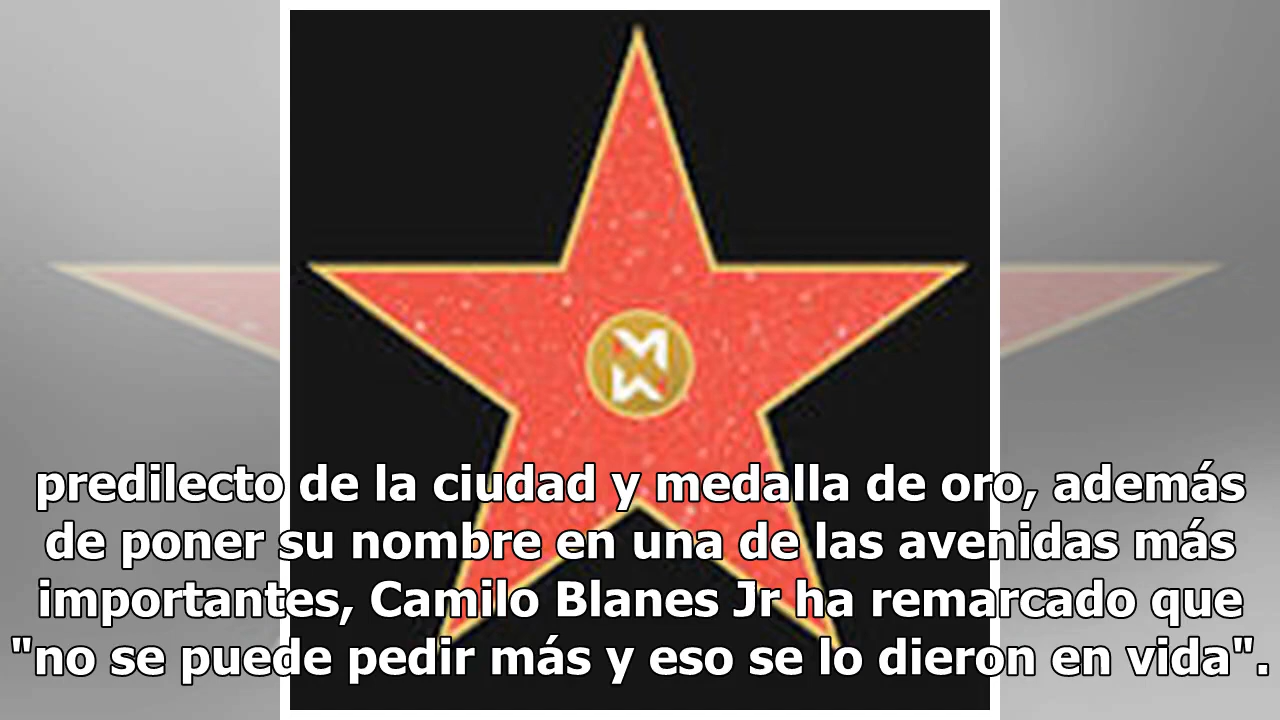 predilecto de la ciudad y medalla de oro, además
de poner su nombre en una de las avenidas más
importantes, Camilo Blanes Jr ha remarcado que
"no se puede pedir más y eso se lo dieron en vida".